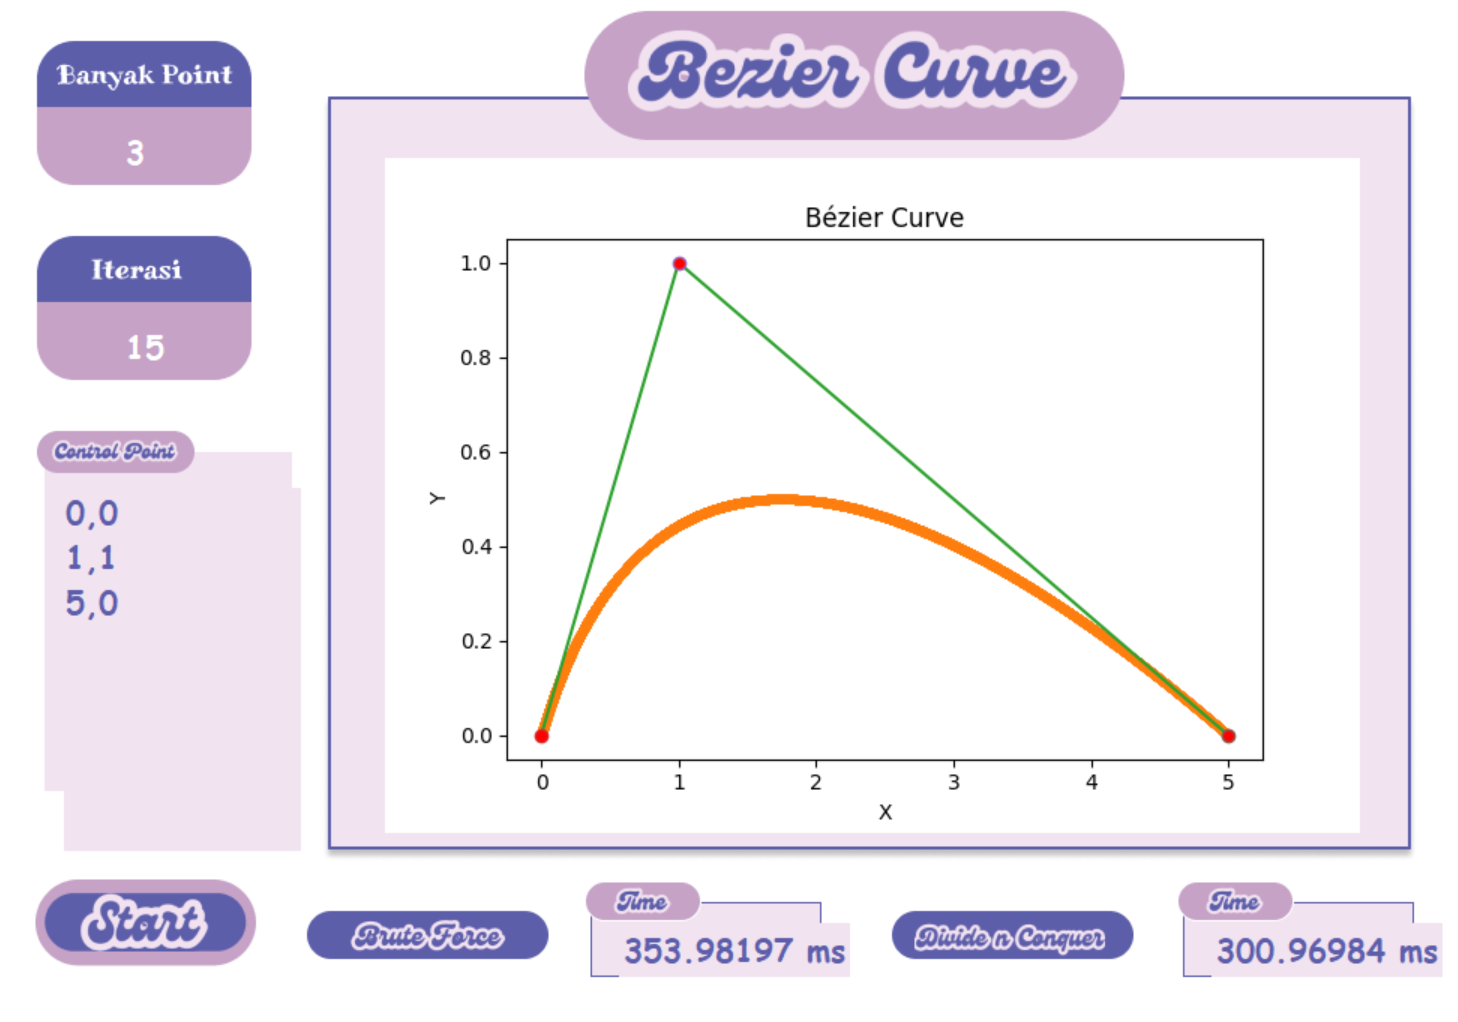 Bezier Curve
Banyak Point
3
Iterasi
15
Control Point
0,0
1,1
5,0
Bézier Curve
Y
1.0
0.8
0.6
0.4
0.2
0.0
0 1 2 3 4 5
X
Start
Brute Force
Time
353.98197 ms
Divide n Conquer
Time
300.96984 ms